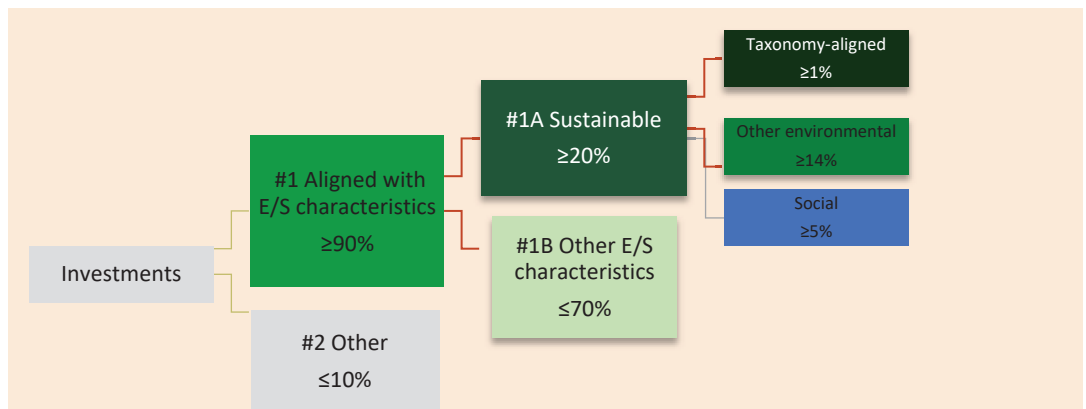 Investments
#1 Aligned with
E/S characteristics
≥90%
#2 Other
≤10%
#1A Sustainable
≥20%
#1B Other E/S
characteristics
≤70%
Taxonomy-aligned
≥1%
Other environmental
≥14%
Social
≥5%